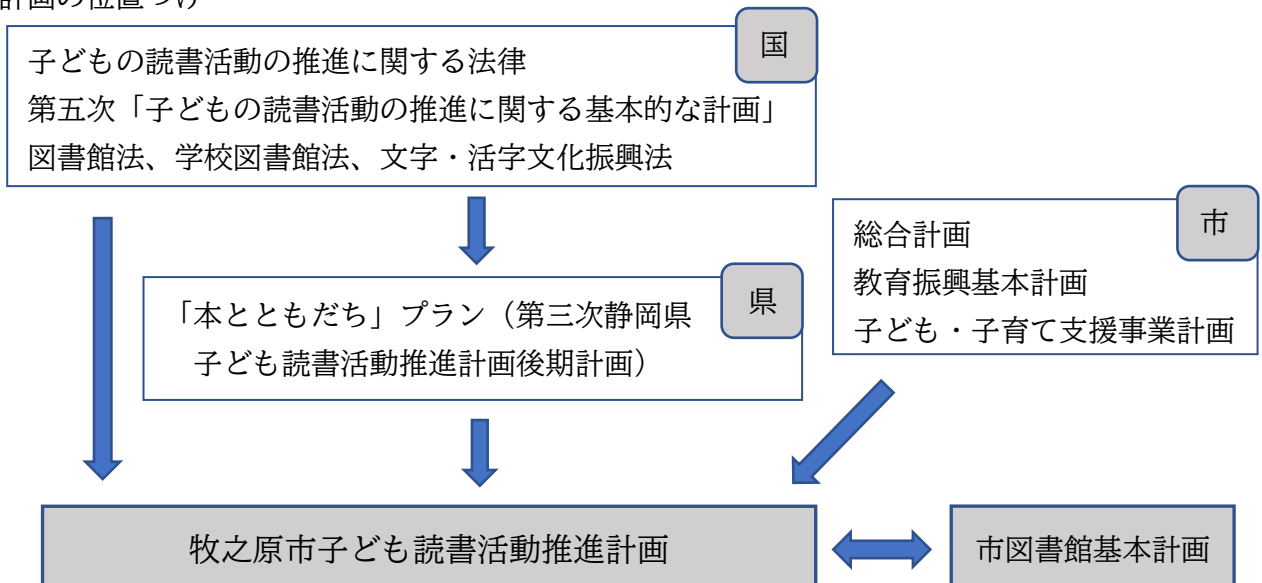 計画の位置づけ
国
子どもの読書活動の推進に関する法律
第五次「子どもの読書活動の推進に関する基本的な計画」
図書館法、学校図書館法、文字・活字文化振興法
市
総合計画
教育振興基本計画
子ども・子育て支援事業計画
県
「本とともだち」プラン（第三次静岡県
子ども読書活動推進計画後期計画）
牧之原市子ども読書活動推進計画
市図書館基本計画